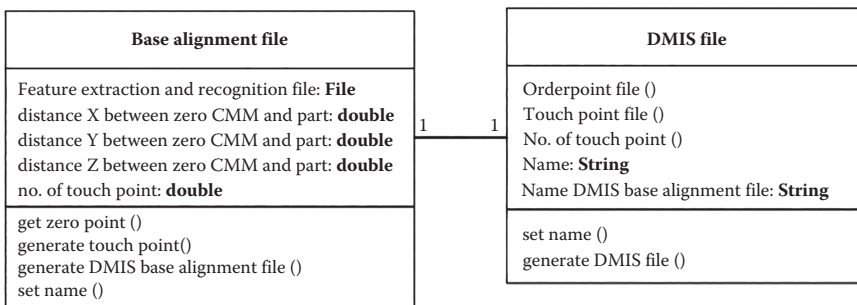 Base alignment file
Feature extraction and recognition file: File
distance X between zero CMM and part: double
distance Y between zero CMM and part: double
distance Z between zero CMM and part: double
no. of touch point: double
get zero point ()
generate touch point()
generate DMIS base alignment file ()
set name ()
1
1
DMIS file
Orderpoint file ()
Touch point file ()
No. of touch point ()
Name: String
Name DMIS base alignment file: String
set name ()
generate DMIS file ()